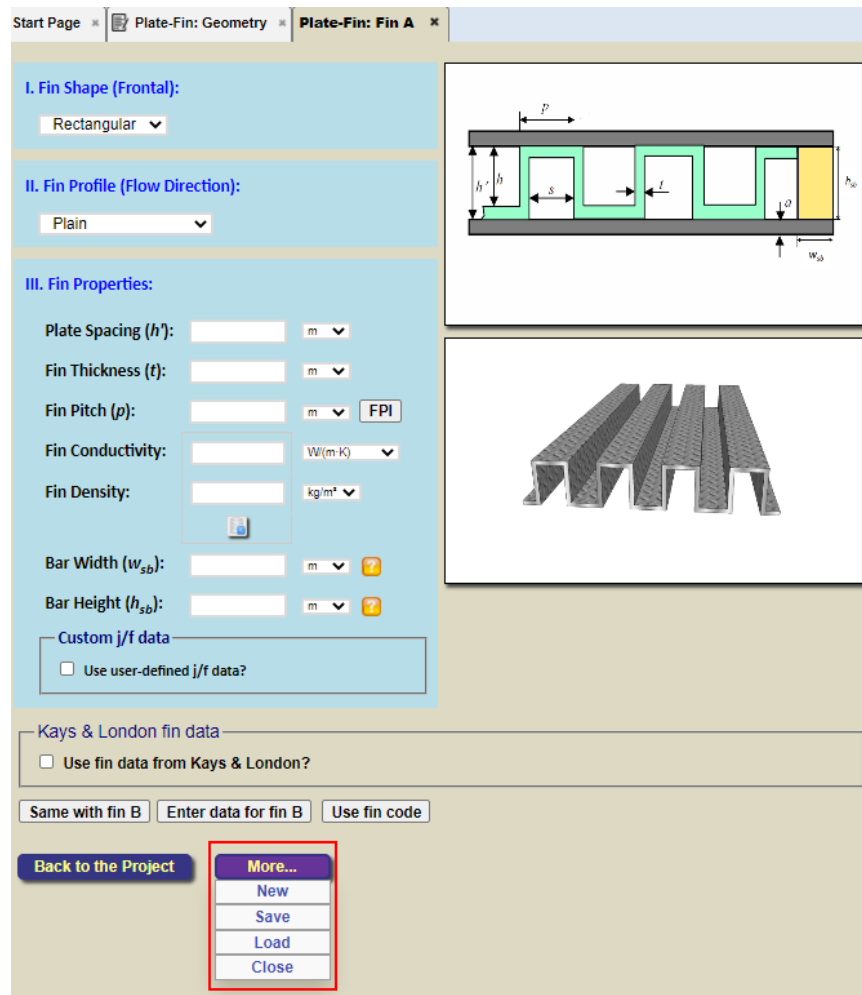 Start Page × Plate-Fin: Geometry × Plate-Fin: Fin A ×
I. Fin Shape (Frontal):
Rectangular
II. Fin Profile (Flow Direction):
Plain
III. Fin Properties:
Plate Spacing (h'): m
Fin Thickness (t): m
Fin Pitch (p): m FPI
Fin Conductivity: W/(m·K)
Fin Density: kg/m³
Bar Width (wsb): m ?
Bar Height (hsb): m ?
Custom j/f data
Use user-defined j/f data?
p
h' h s t a hsb
wsb
Kays & London fin data
Use fin data from Kays & London?
Same with fin B Enter data for fin B Use fin code
Back to the Project More...
New
Save
Load
Close